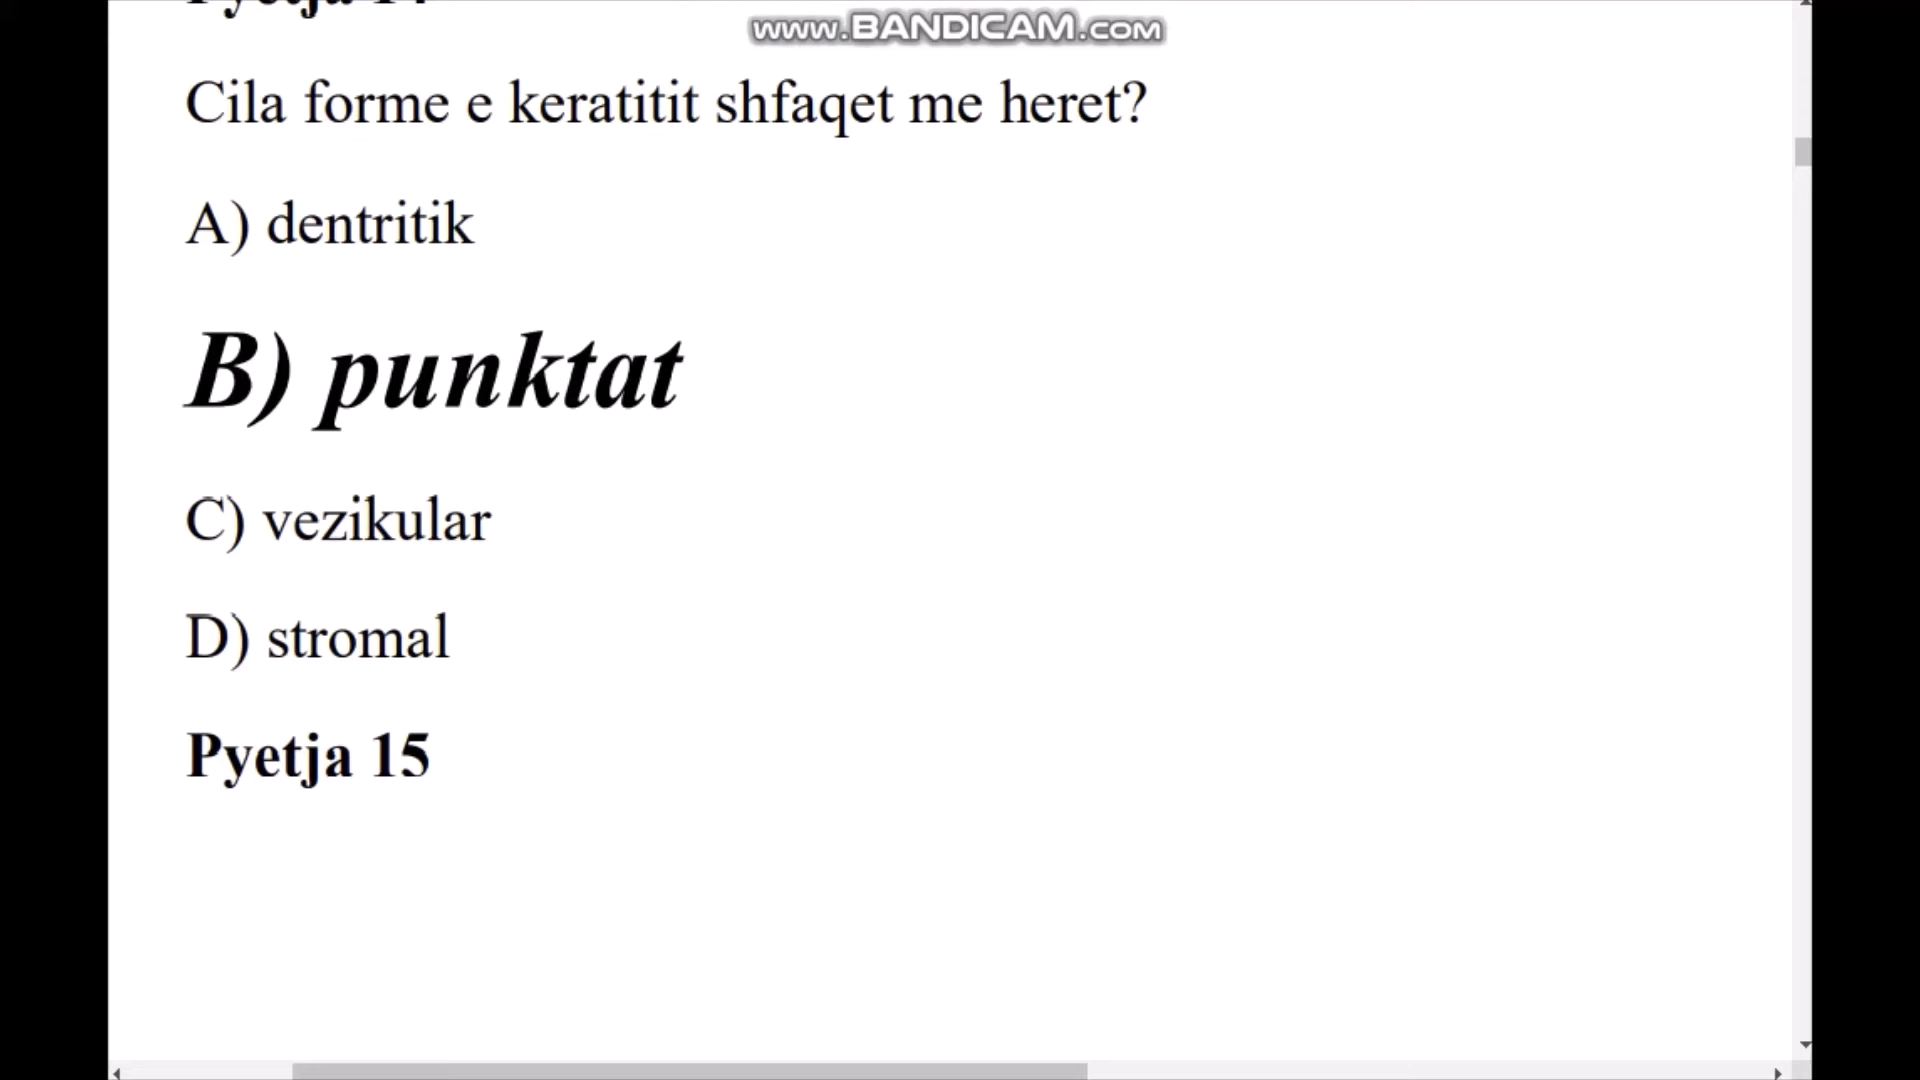 www.BANDICAM.com
Cila forme e keratitit shfaqet me heret?
A) dentritik
B) punktat
C) vezikular
D) stromal
Pyetja 15